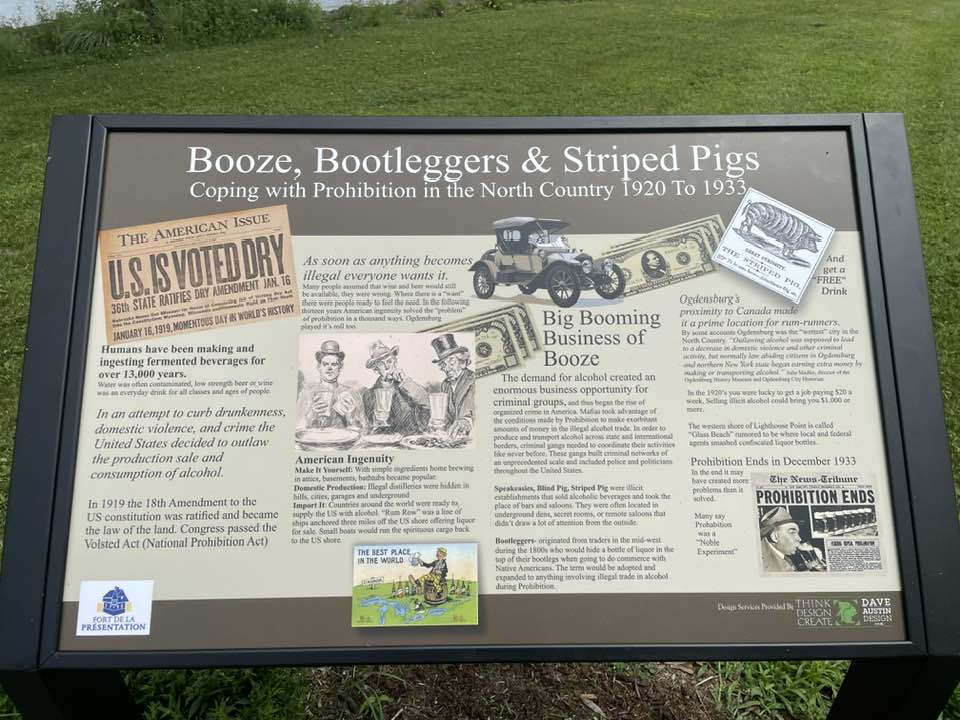 Booze, Bootleggers & Striped Pigs
Coping with Prohibition in the North Country 1920 To 1933
THE AMERICAN ISSUE
U.S. IS VOTED DRY
36th STATE RATIFIES DRY AMENDMENT JAN. 16
JANUARY 16, 1919, MOMENTOUS DAY IN WORLD'S HISTORY
Humans have been making and
ingesting fermented beverages for
over 13,000 years.
Water was often contaminated, low strength beer or wine
was an everyday drink for all classes and ages of people.
In an attempt to curb drunkenness,
domestic violence, and crime the
United States decided to outlaw
the production sale and
consumption of alcohol.
In 1919 the 18th Amendment to the
US constitution was ratified and became
the law of the land. Congress passed the
Volsted Act (National Prohibition Act)
FORT DE LA
PRÉSENTATION
As soon as anything becomes
illegal everyone wants it.
Many people assumed that wine and beer would still
be available, they were wrong. Where there is a "want"
there were people ready to feel the need. In the following
thirteen years American ingenuity solved the "problem"
of prohibition in a thousand ways. Ogdensburg
played it's roll too.
American Ingenuity
Make It Yourself: With simple ingredients home brewing
in attics, basements, bathtubs became popular.
Domestic Production: Illegal distilleries were hidden in
hills, cities, garages and underground
Import It: Countries around the world were ready to
supply the US with alcohol. "Rum Row" was a line of
ships anchored three miles off the US shore offering liquor
for sale. Small boats would run the spirituous cargo back
to the US shore.
THE BEST PLACE
IN THE WORLD
Big Booming
Business of
Booze
The demand for alcohol created an
enormous business opportunity for
criminal groups, and thus began the rise of
organized crime in America. Mafias took advantage of
the conditions made by Prohibition to make exorbitant
amounts of money in the illegal alcohol trade. In order to
produce and transport alcohol across state and international
borders, criminal gangs needed to coordinate their activities
like never before. These gangs built criminal networks of
an unprecedented scale and included police and politicians
throughout the United States.
Speakeasies, Blind Pig, Striped Pig were illicit
establishments that sold alcoholic beverages and took the
place of bars and saloons. They were often located in
underground dens, secret rooms, or remote saloons that
didn't draw a lot of attention from the outside.
Bootleggers- originated from traders in the mid-west
during the 1800s who would hide a bottle of liquor in the
top of their bootlegs when going to do commerce with
Native Americans. The term would be adopted and
expanded to anything involving illegal trade in alcohol
during Prohibition.
GREAT CURIOSITY.
THE STRIPED PIG.
And
get a
"FREE"
Drink
Ogdensburg's
proximity to Canada made
it a prime location for rum-runners.
By some accounts Ogdensburg was the "wettest" city in the
North Country. "Outlawing alcohol was supposed to lead
to a decrease in domestic violence and other criminal
activity, but normally law abiding citizens in Ogdensburg
and northern New York state began earning extra money by
making or transporting alcohol."
Ogdensburg History Museum and Ogdensburg City Historian
In the 1920's you were lucky to get a job paying $20 a
week, Selling illicit alcohol could bring you $1,000 or
more.
The western shore of Lighthouse Point is called
"Glass Beach" rumored to be where local and federal
agents smashed confiscated liquor bottles.
Prohibition Ends in December 1933
In the end it may
have created more
problems than it
solved.
Many say
Prohibition
was a
"Noble
Experiment"
The News-Tribune
PROHIBITION ENDS
Design Services Provided By
THINK
DESIGN
CREATE
DAVE
AUSTIN
DESIGN